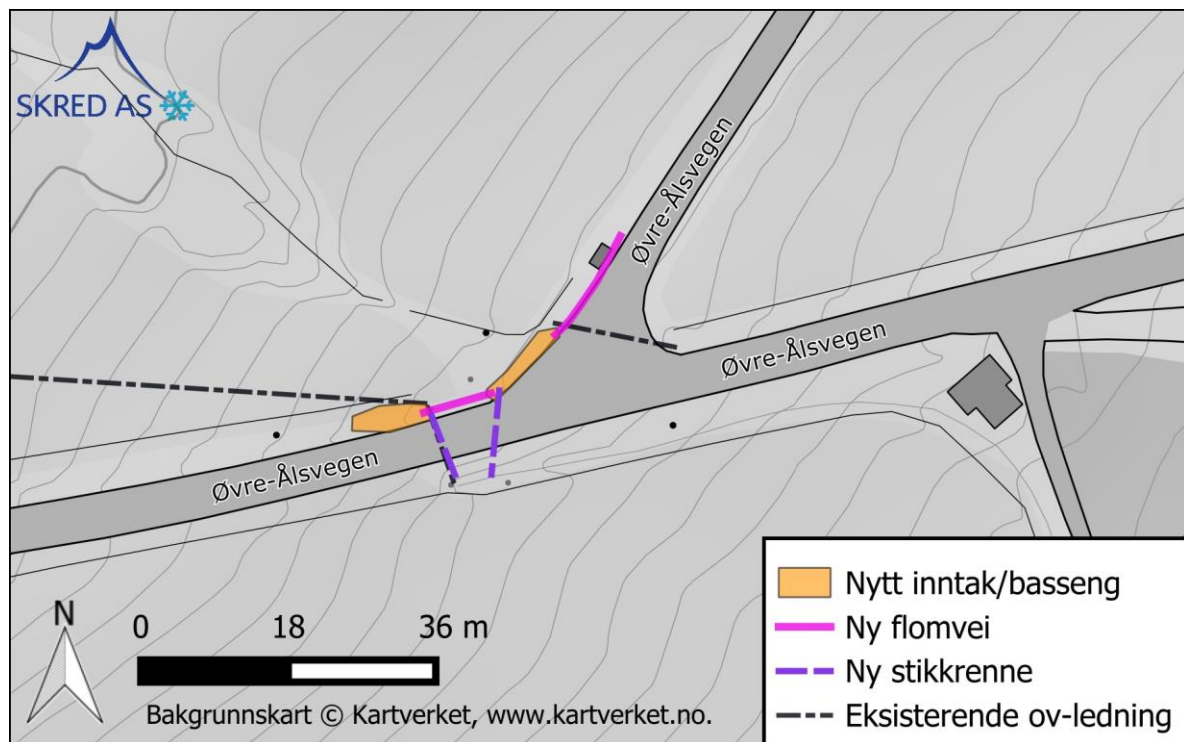 SKRED AS
Øvre-Ålsvegen
Øvre-Ålsvegen
Øvre-Ålsvegen
N
0 18 36 m
Bakgrunnskart © Kartverket, www.kartverket.no.
Nytt inntak/basseng
Ny flomvei
Ny stikkrenne
Eksisterende ov-ledning